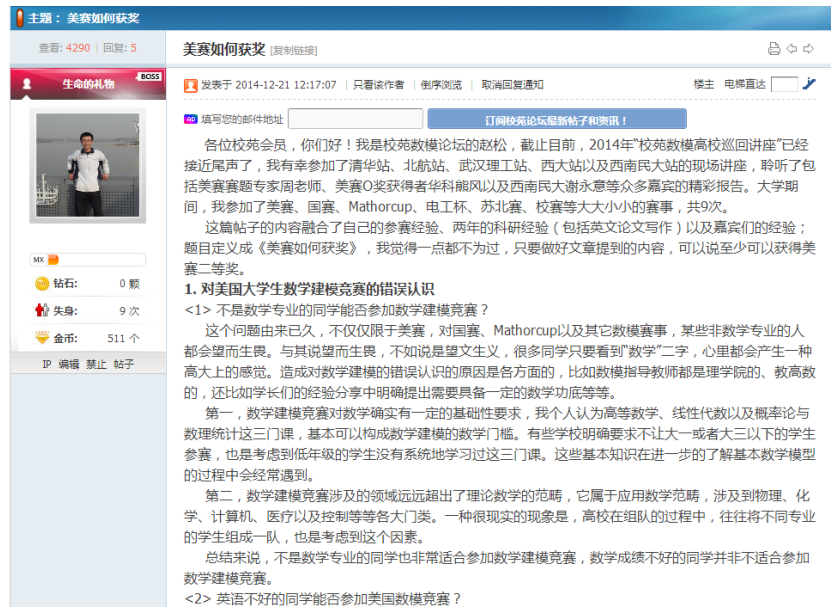 主题： 美赛如何获奖
查看: 4290 | 回复: 5
美赛如何获奖 [复制链接]
生命的礼物
BOSS
发表于 2014-12-21 12:17:07 | 只看该作者 | 倒序浏览 | 取消回复通知
楼主 电梯直达
AD 填写您的邮件地址
订阅校苑论坛最新帖子和资讯！
各位校苑会员，你们好！我是校苑数模论坛的赵松，截止目前，2014年“校苑数模高校巡回讲座”已经
接近尾声了，我有幸参加了清华站、北航站、武汉理工站、西大站以及西南民大站的现场讲座，聆听了包
括美赛赛题专家周老师、美赛O奖获得者华科熊风以及西南民大谢永意等众多嘉宾的精彩报告。大学期
间，我参加了美赛、国赛、Mathorcup、电工杯、苏北赛、校赛等大大小小的赛事，共9次。
这篇帖子的内容融合了自己的参赛经验、两年的科研经验（包括英文论文写作）以及嘉宾们的经验；
题目定义成《美赛如何获奖》，我觉得一点都不为过，只要做好文章提到的内容，可以说至少可以获得美
赛二等奖。
1. 对美国大学生数学建模竞赛的错误认识
<1> 不是数学专业的同学能否参加数学建模竞赛？
这个问题由来已久，不仅仅限于美赛，对国赛、Mathorcup以及其它数模赛事，某些非数学专业的人
都会望而生畏。与其说望而生畏，不如说是望文生义，很多同学只要看到“数学”二字，心里都会产生一种
高大上的感觉。造成对数学建模的错误认识的原因是各方面的，比如数模指导教师都是理学院的、教高数
的，还比如学长们的经验分享中明确提出需要具备一定的数学功底等等。
第一，数学建模竞赛对数学确实有一定的基础性要求，我个人认为高等数学、线性代数以及概率论与
数理统计这三门课，基本可以构成数学建模的数学门槛。有些学校明确要求不让大一或者大三以下的学生
参赛，也是考虑到低年级的学生没有系统地学习过这三门课。这些基本知识在进一步的了解基本数学模型
的过程中会经常遇到。
第二，数学建模竞赛涉及的领域远远超出了理论数学的范畴，它属于应用数学范畴，涉及到物理、化
学、计算机、医疗以及控制等等各大门类。一种很现实的现象是，高校在组队的过程中，往往将不同专业
的学生组成一队，也是考虑到这个因素。
总结来说，不是数学专业的同学也非常适合参加数学建模竞赛，数学成绩不好的同学并非不适合参加
数学建模竞赛。
<2> 英语不好的同学能否参加美国数模竞赛？
MX
钻石: 0 颗
失身: 9 次
金币: 511 个
IP 编辑 禁止 帖子